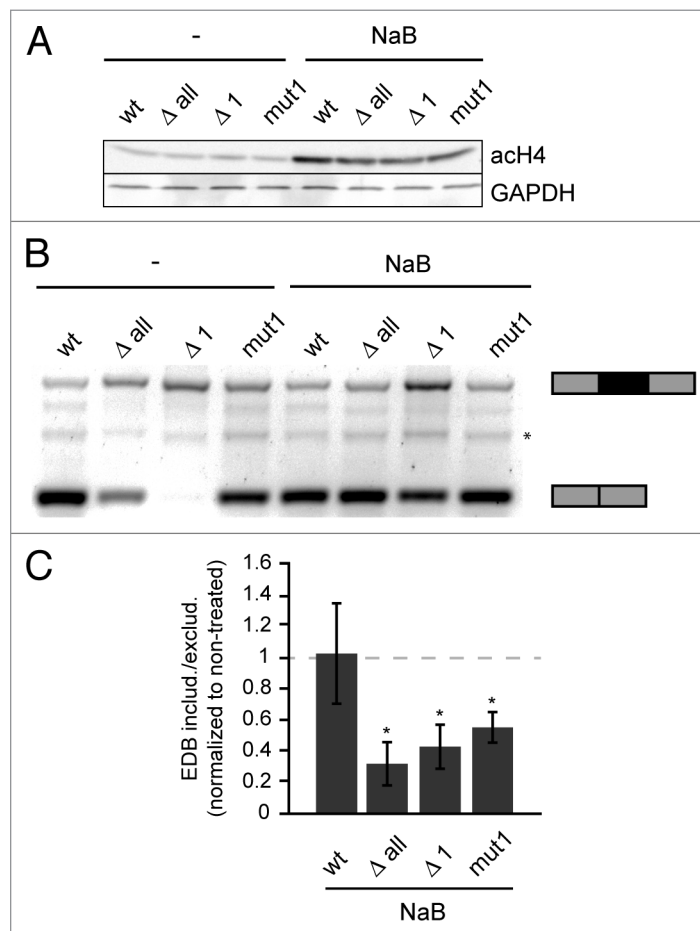 A
- NaB
wt Δ all Δ 1 mut1 wt Δ all Δ 1 mut1
acH4
GAPDH
B
- NaB
wt Δ all Δ 1 mut1 wt Δ all Δ 1 mut1
*
C
EDB includ./exclud.
(normalized to non-treated)
1.6
1.4
1.2
1
0.8
0.6
0.4
0.2
0
* * *
wt Δ all Δ 1 mut1
NaB